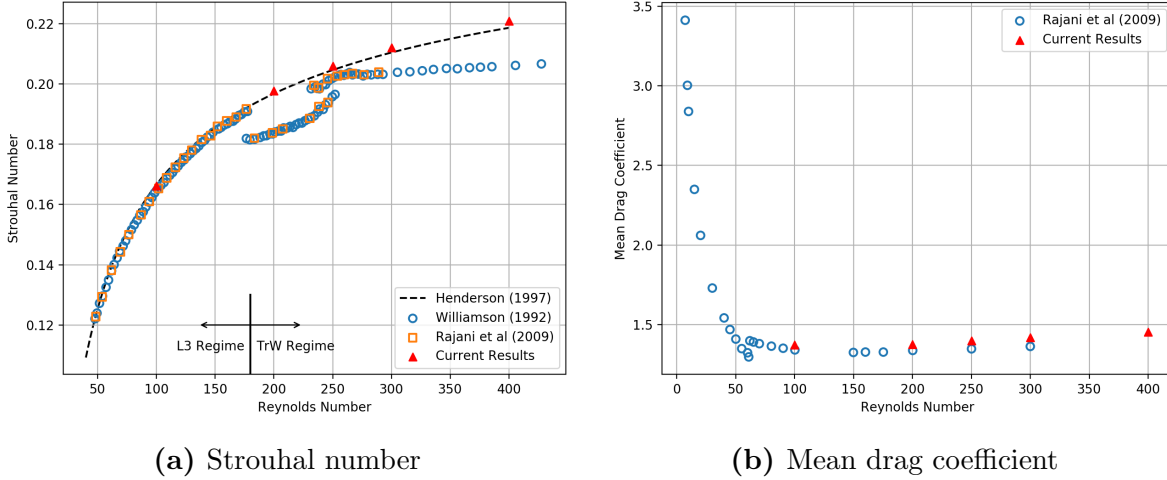 0.22
0.20
0.18
0.16
0.14
0.12
Strouhal Number
50 100 150 200 250 300 350 400
Reynolds Number
L3 Regime TrW Regime
Henderson (1997)
Williamson (1992)
Rajani et al (2009)
Current Results
(a) Strouhal number
3.5
3.0
2.5
2.0
1.5
1.0
Mean Drag Coefficient
0 50 100 150 200 250 300 350 400
Reynolds Number
Rajani et al (2009)
Current Results
(b) Mean drag coefficient